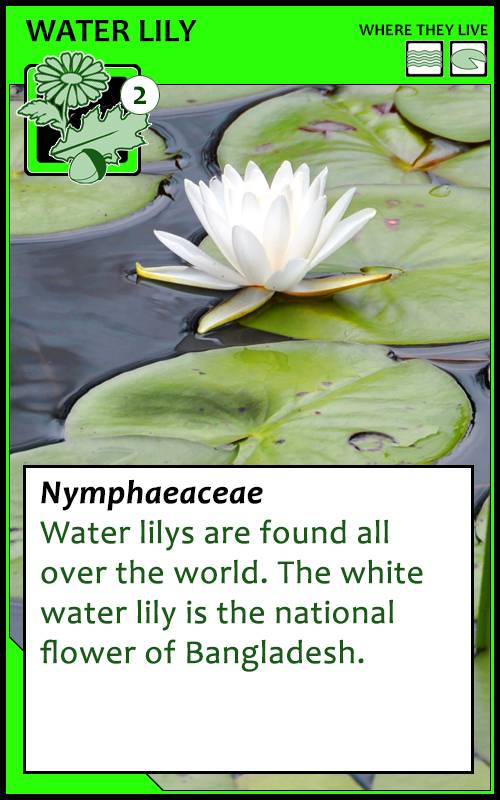 WATER LILY
WHERE THEY LIVE
2
Nymphaeaceae
Water lilys are found all
over the world. The white
water lily is the national
flower of Bangladesh.